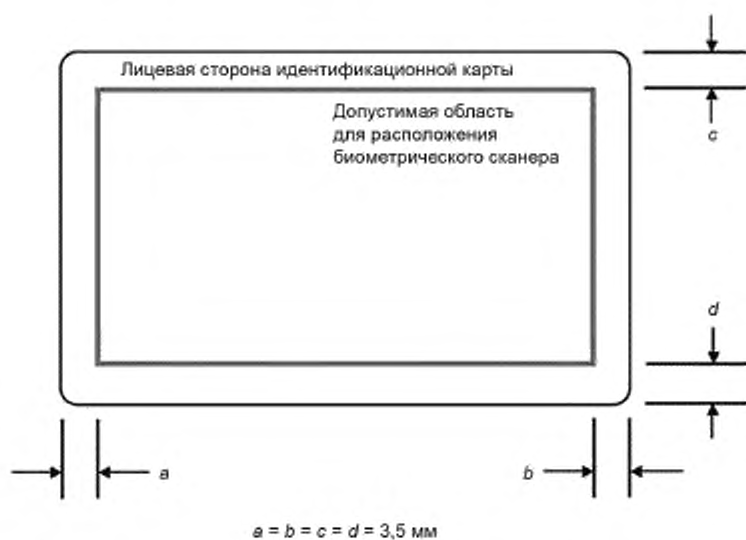 Лицевая сторона идентификационной карты
Допустимая область
для расположения
биометрического сканера
c
d
a
b
a = b = c = d = 3,5 мм